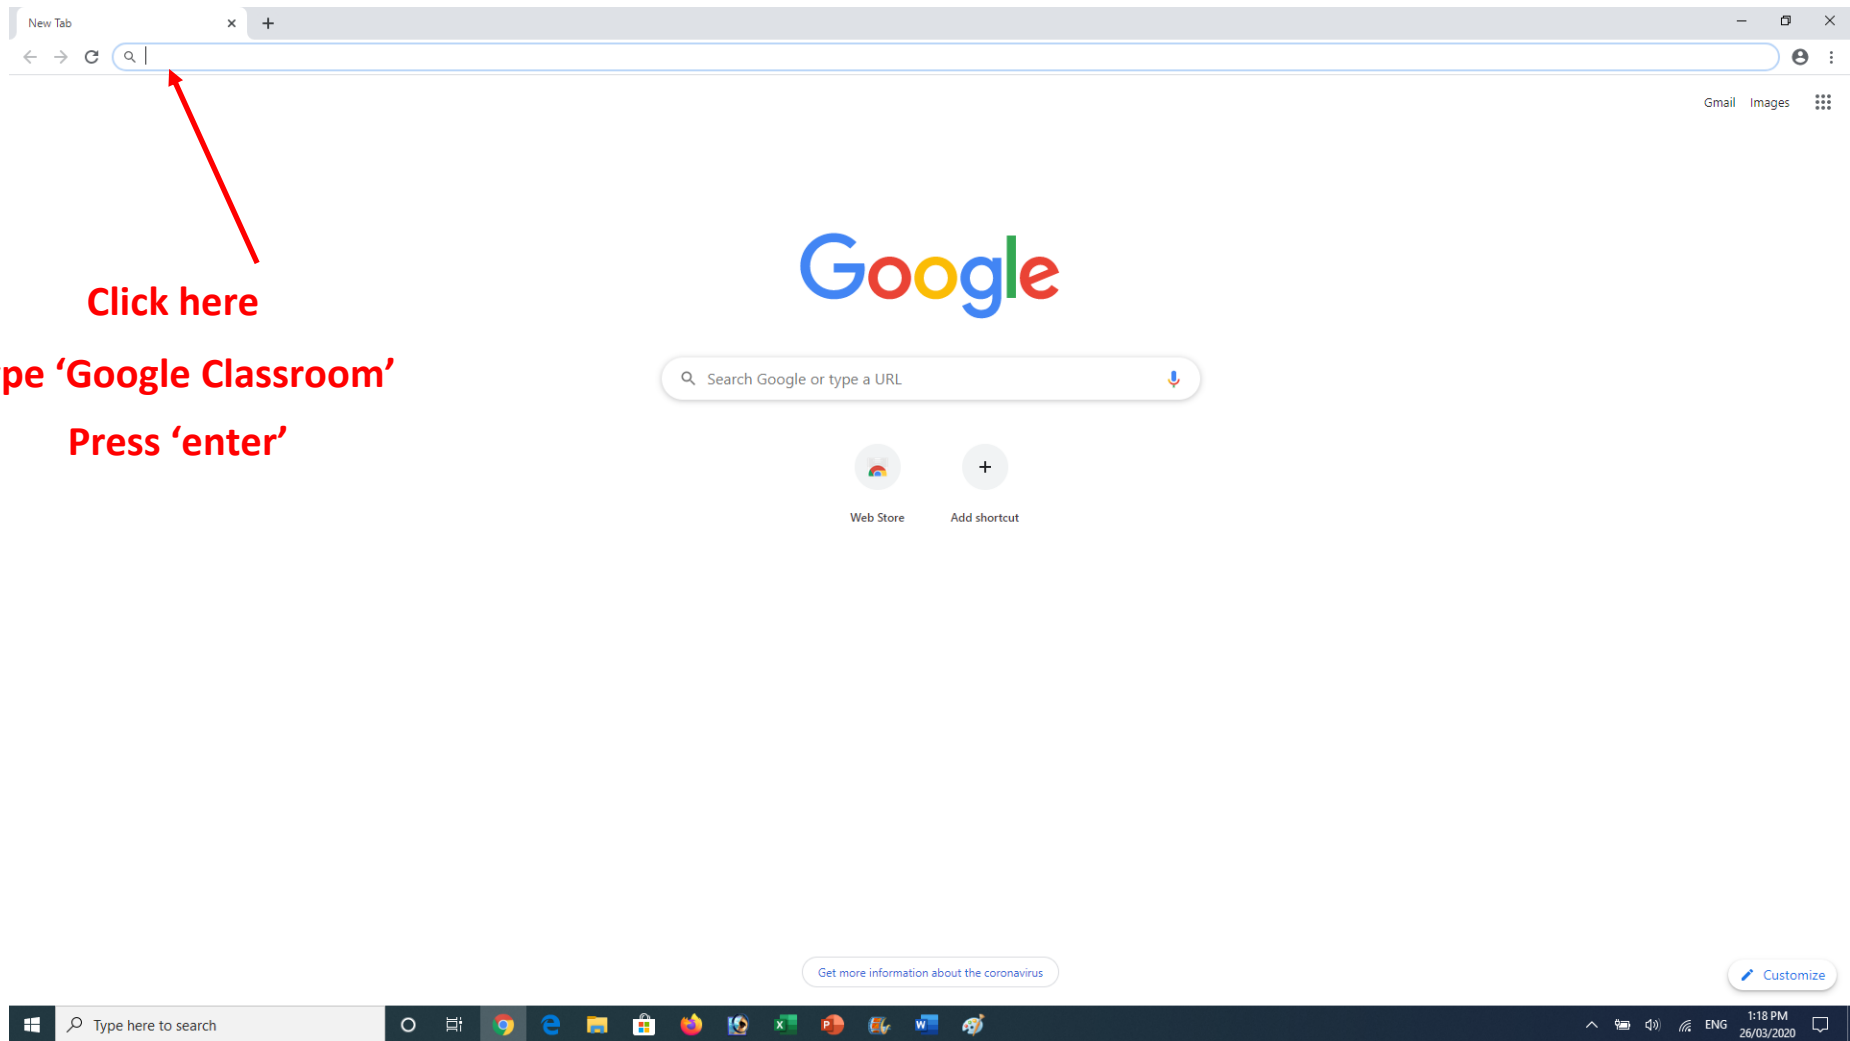 New Tab
Gmail Images
Google
Click here
pe ‘Google Classroom’
Press ‘enter’
Search Google or type a URL
Web Store Add shortcut
Get more information about the coronavirus
Customize
Type here to search
ENG
1:18 PM
26/03/2020